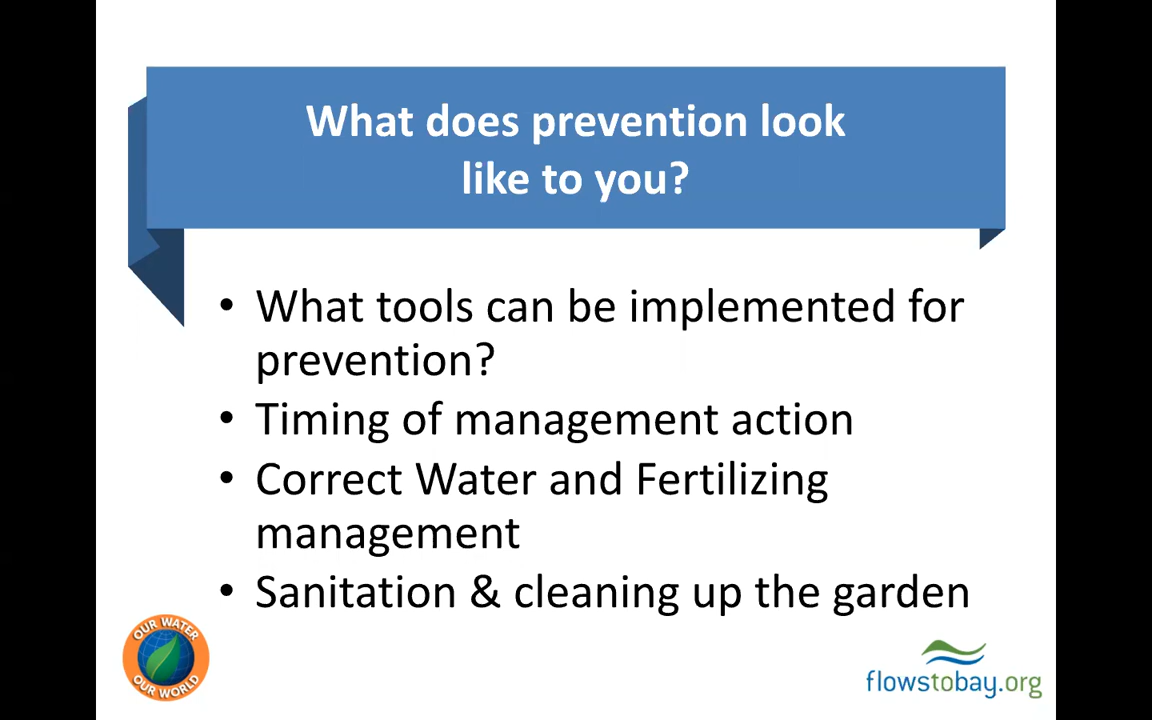 What does prevention look
like to you?
• What tools can be implemented for
prevention?
• Timing of management action
• Correct Water and Fertilizing
management
• Sanitation & cleaning up the garden
OUR WATER
OUR WORLD
flowstobay.org